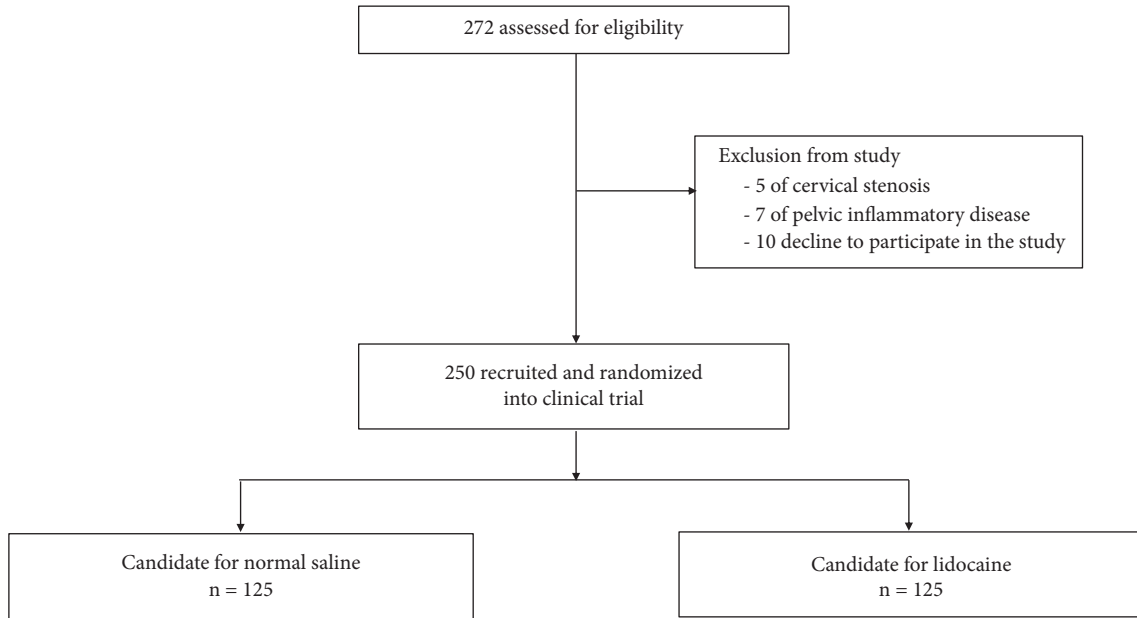 272 assessed for eligibility
Exclusion from study
- 5 of cervical stenosis
- 7 of pelvic inflammatory disease
- 10 decline to participate in the study
250 recruited and randomized
into clinical trial
Candidate for normal saline
n = 125
Candidate for lidocaine
n = 125